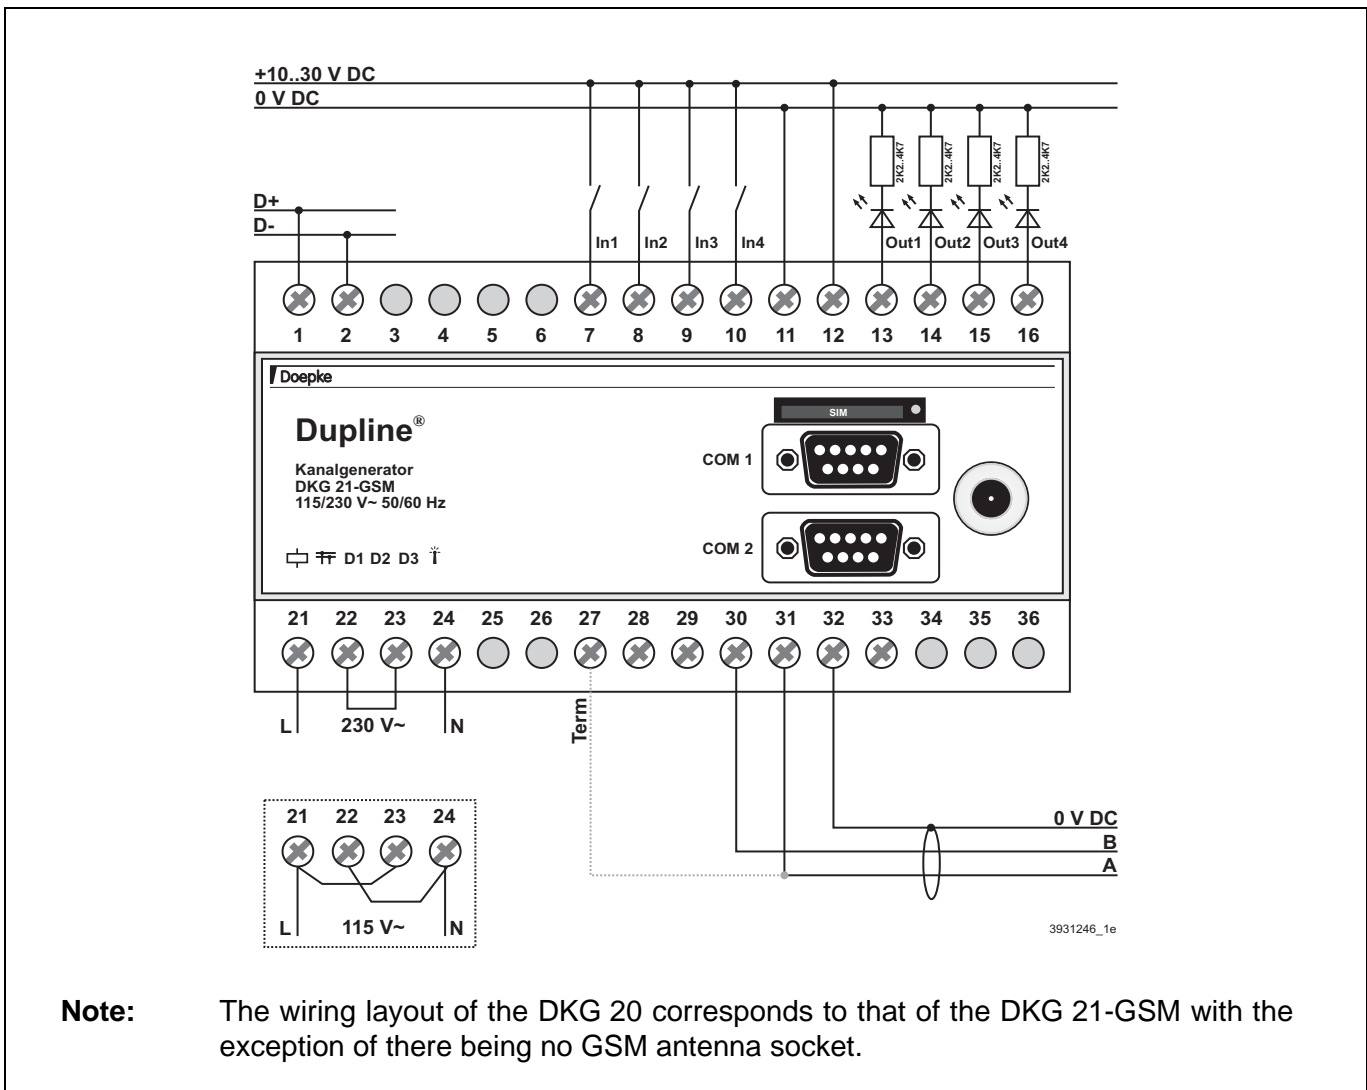 +10..30 V DC
0 V DC
2K2..4K7 2K2..4K7 2K2..4K7 2K2..4K7
D+
D-
In1 In2 In3 In4 Out1 Out2 Out3 Out4
1 2 3 4 5 6 7 8 9 10 11 12 13 14 15 16
Doepke
SIM
Dupline®
COM 1
Kanalgenerator
DKG 21-GSM
115/230 V~ 50/60 Hz
COM 2
D1 D2 D3
21 22 23 24 25 26 27 28 29 30 31 32 33 34 35 36
L 230 V~ N
Term
21 22 23 24
0 V DC
B
A
L 115 V~ N
3931246_1e
Note: The wiring layout of the DKG 20 corresponds to that of the DKG 21-GSM with the
exception of there being no GSM antenna socket.